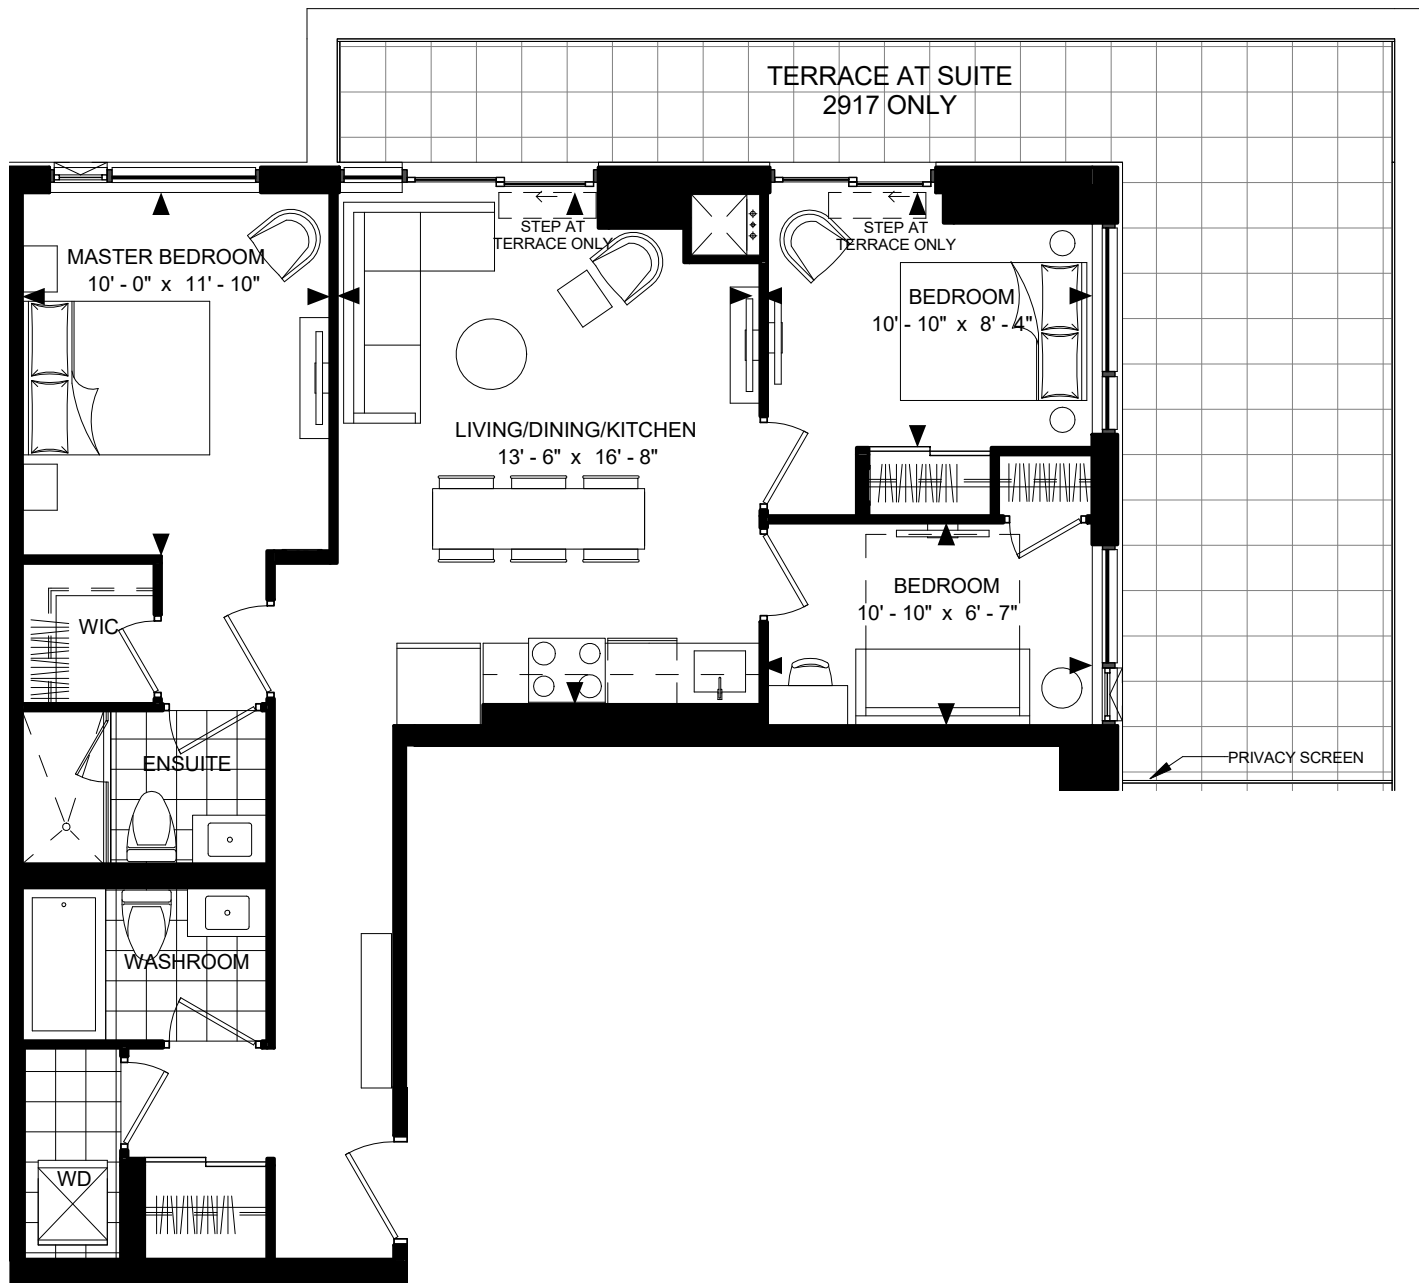 TERRACE AT SUITE
2917 ONLY
STEP AT
TERRACE ONLY
STEP AT
TERRACE ONLY
MASTER BEDROOM
10' - 0" x 11' - 10"
BEDROOM
10' - 10" x 8' - 4"
LIVING/DINING/KITCHEN
13' - 6" x 16' - 8"
BEDROOM
10' - 10" x 6' - 7"
WIC
ENSUITE
PRIVACY SCREEN
WASHROOM
WD